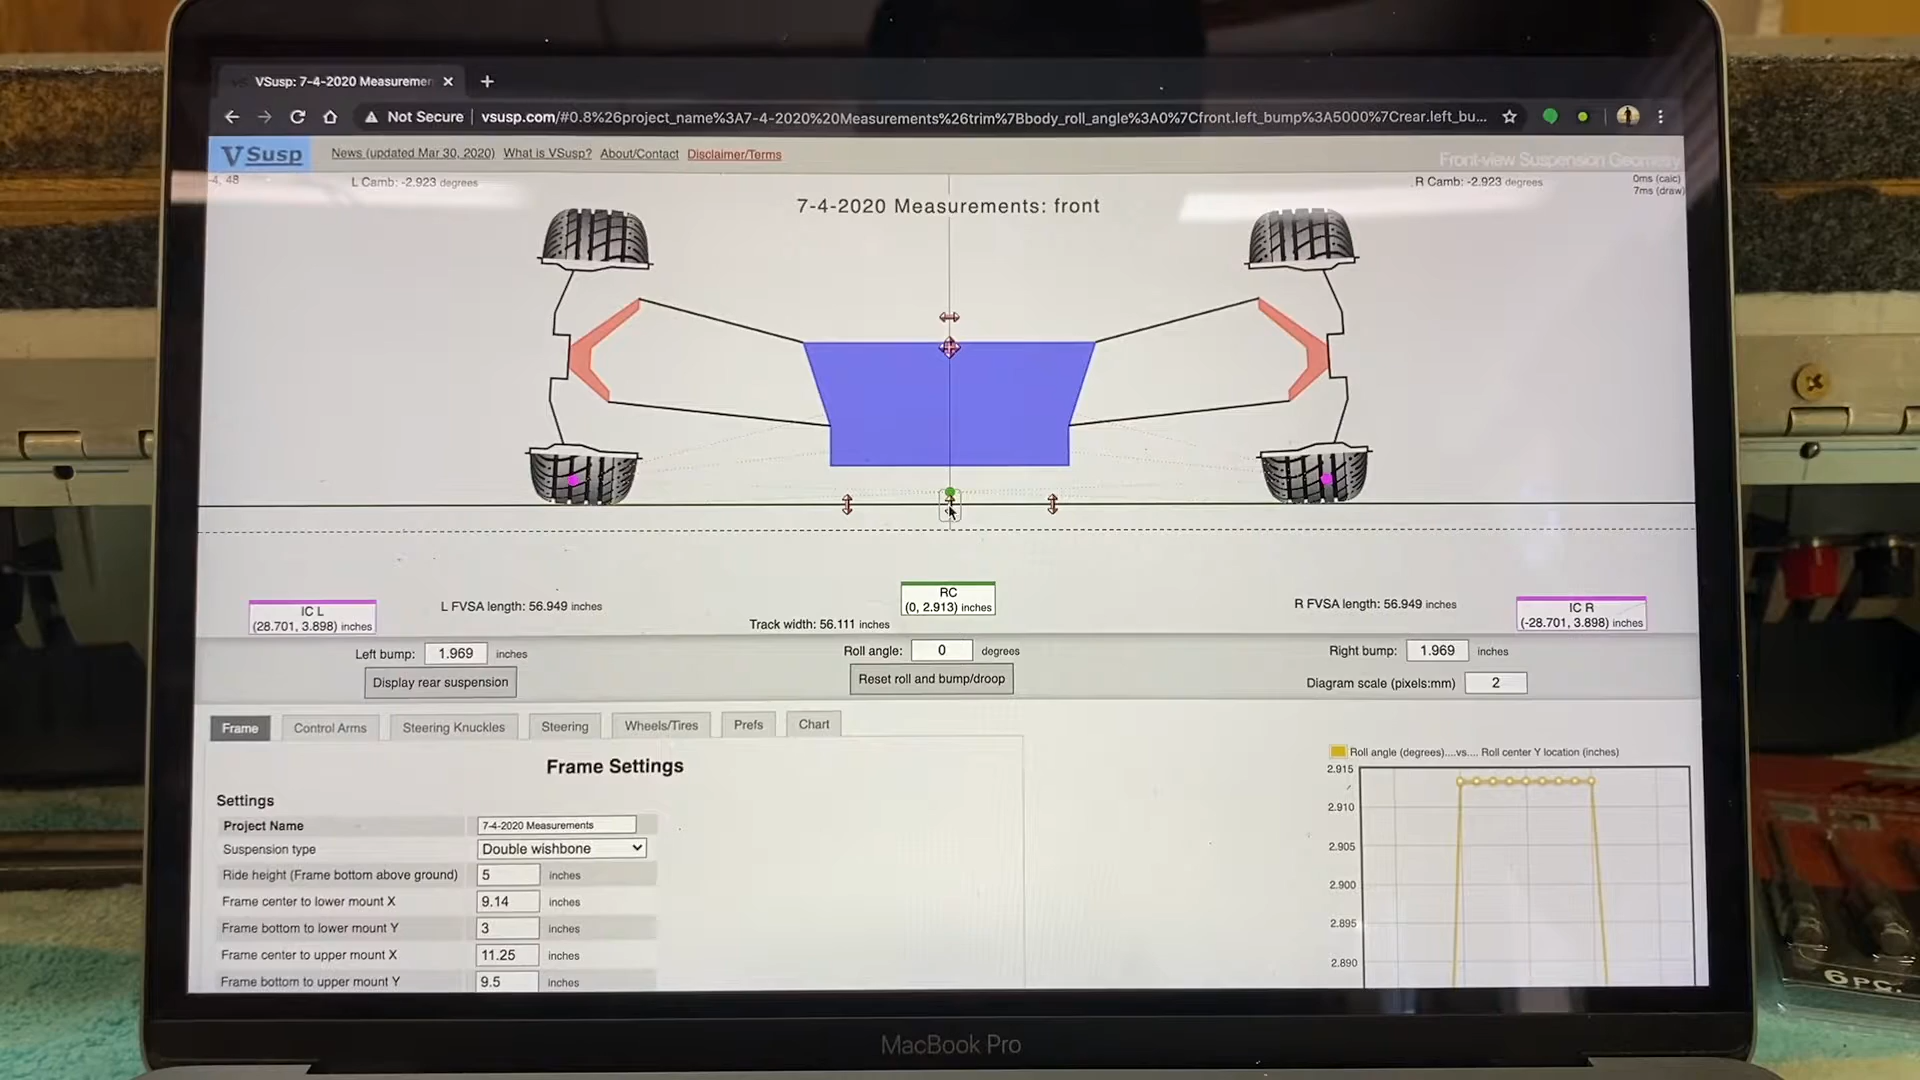 VSusp: 7-4-2020 Measuremen
Not Secure
vsusp.com/#0.8%26project_name%3A7-4-2020%20Measurements%26trim%7Bbody_roll_angle%3A0%7Cfront.left_bump%3A5000%7Crear.left_bu...
VSusp
News (updated Mar 30, 2020) What is VSusp? About/Contact Disclaimer/Terms
Front-view Suspension Geometry
-4, 48
L Camb: -2.923 degrees
R Camb: -2.923 degrees
0ms (calc)
7ms (draw)
7-4-2020 Measurements: front
IC L
(28.701, 3.898) inches
L FVSA length: 56.949 inches
RC
(0, 2.913) inches
Track width: 56.111 inches
R FVSA length: 56.949 inches
IC R
(-28.701, 3.898) inches
Left bump: 1.969 inches
Roll angle: 0 degrees
Right bump: 1.969 inches
Display rear suspension
Reset roll and bump/droop
Diagram scale (pixels:mm) 2
Frame
Control Arms
Steering Knuckles
Steering
Wheels/Tires
Prefs
Chart
Frame Settings
Settings
Project Name 7-4-2020 Measurements
Suspension type Double wishbone
Ride height (Frame bottom above ground) 5 inches
Frame center to lower mount X 9.14 inches
Frame bottom to lower mount Y 3 inches
Frame center to upper mount X 11.25 inches
Frame bottom to upper mount Y 9.5 inches
Roll angle (degrees)....vs.... Roll center Y location (inches)
2.915
2.910
2.905
2.900
2.895
2.890
MacBook Pro
6PC.